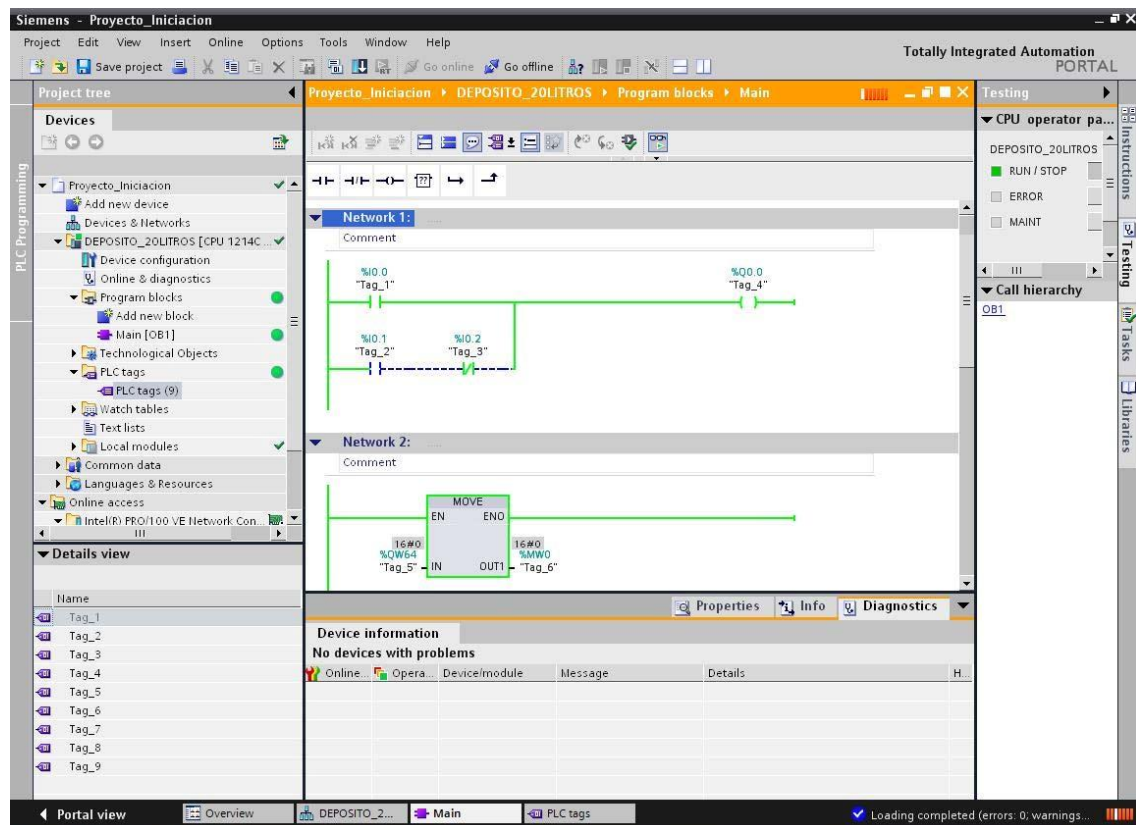 Siemens - Proyecto_Iniciacion
Project Edit View Insert Online Options Tools Window Help
Save project
Go online
Go offline
Totally Integrated Automation
PORTAL
PLC Programming
Project tree
Devices
Proyecto_Iniciacion
Add new device
Devices & Networks
DEPOSITO_20LITROS [CPU 1214C ...
Device configuration
Online & diagnostics
Program blocks
Add new block
Main [OB1]
Technological Objects
PLC tags
PLC tags (9)
Watch tables
Text lists
Local modules
Common data
Languages & Resources
Online access
Intel(R) PRO/100 VE Network Con...
III
Details view
Name
Tag_1
Tag_2
Tag_3
Tag_4
Tag_5
Tag_6
Tag_7
Tag_8
Tag_9
Proyecto_Iniciacion DEPOSITO_20LITROS Program blocks Main
??
Network 1: .....
Comment
%I0.0
"Tag_1"
%Q0.0
"Tag_4"
%I0.1
"Tag_2"
%I0.2
"Tag_3"
Network 2: .....
Comment
MOVE
EN ENO
16#0
%QW64
"Tag_5"
IN OUT1
16#0
%MW0
"Tag_6"
Properties Info Diagnostics
Device information
No devices with problems
Online... Opera... Device/module Message Details H...
Testing
CPU operator pa...
DEPOSITO_20LITROS
RUN / STOP
ERROR
MAINT
III
Call hierarchy
OB1
Instructions
Testing
Tasks
Libraries
Portal view Overview DEPOSITO_2... Main PLC tags
Loading completed (errors: 0; warnings...